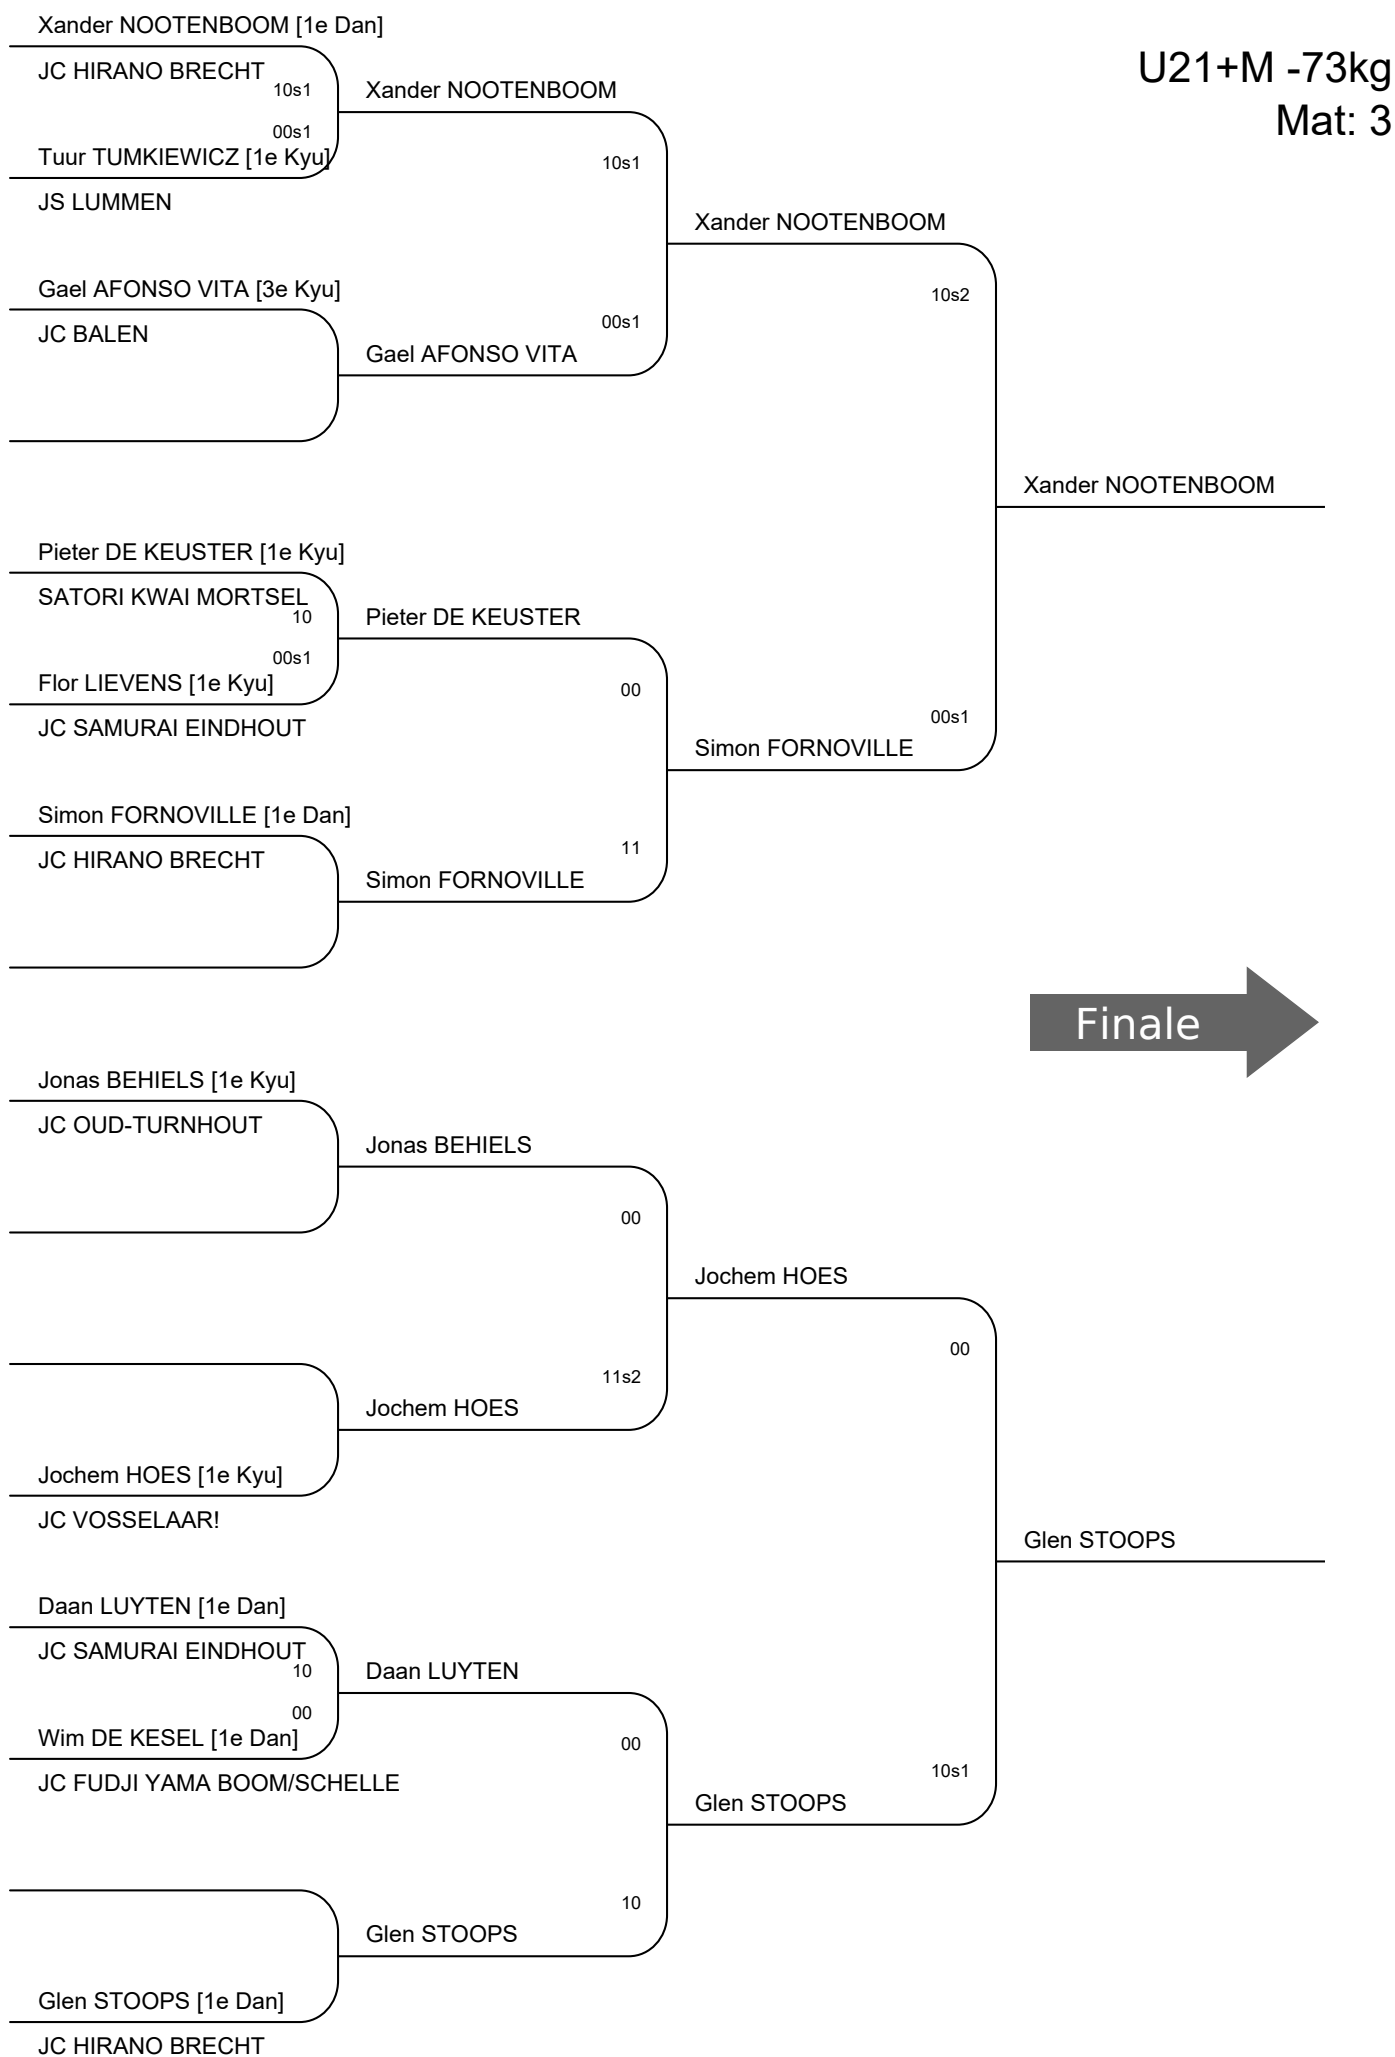 Xander NOOTENBOOM [1e Dan]
JC HIRANO BRECHT
10s1
00s1
Tuur TUMKIEWICZ [1e Kyu]
JS LUMMEN
Xander NOOTENBOOM
U21+M -73kg
Mat: 3
10s1
00s1
Gael AFONSO VITA [3e Kyu]
JC BALEN
Gael AFONSO VITA
Xander NOOTENBOOM
10s2
00s1
Xander NOOTENBOOM
Pieter DE KEUSTER [1e Kyu]
SATORI KWAI MORTSEL
10
00s1
Flor LIEVENS [1e Kyu]
JC SAMURAI EINDHOUT
Pieter DE KEUSTER
00
11
Simon FORNOVILLE
Simon FORNOVILLE [1e Dan]
JC HIRANO BRECHT
Simon FORNOVILLE
Finale
Jonas BEHIELS [1e Kyu]
JC OUD-TURNHOUT
Jonas BEHIELS
00
11s2
Jochem HOES
Jochem HOES
00
10s1
Jochem HOES [1e Kyu]
JC VOSSELAAR!
Glen STOOPS
Daan LUYTEN [1e Dan]
JC SAMURAI EINDHOUT
10
00
Wim DE KESEL [1e Dan]
JC FUDJI YAMA BOOM/SCHELLE
Daan LUYTEN
00
10
Glen STOOPS
Glen STOOPS
Glen STOOPS [1e Dan]
JC HIRANO BRECHT